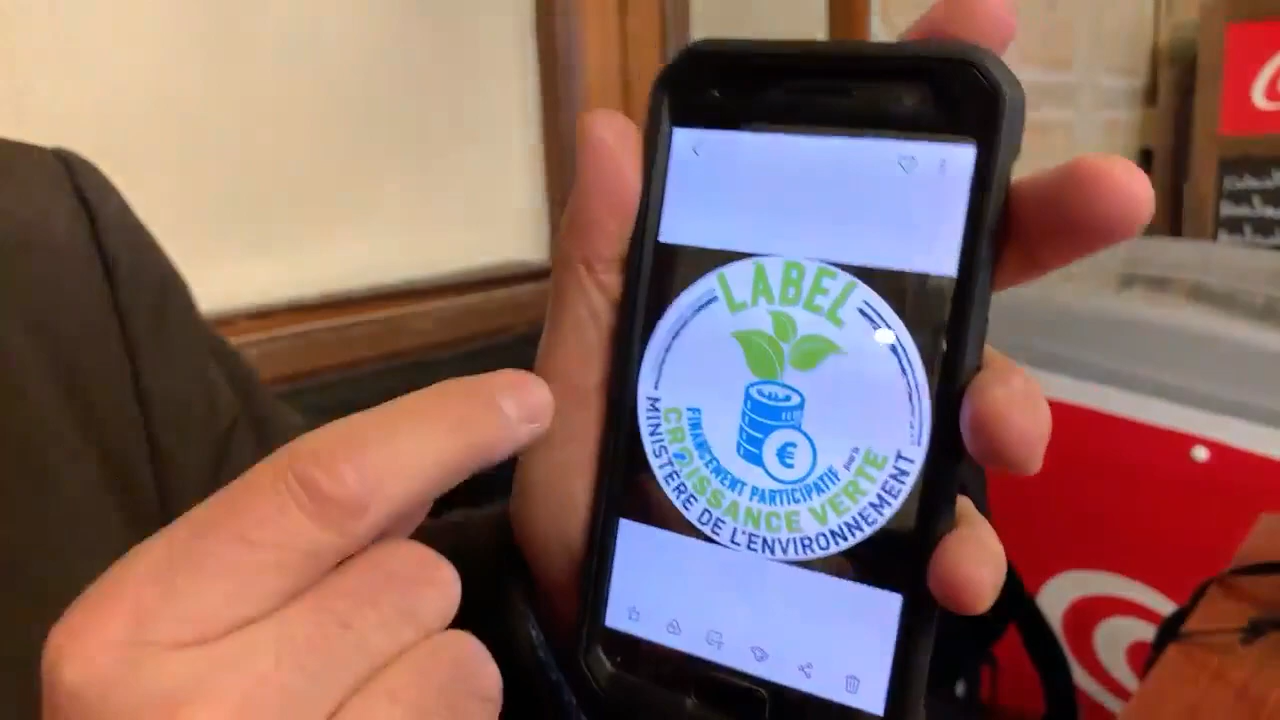 LABEL
€
FINANCEMENT PARTICIPATIF pour la
CROISSANCE VERTE
MINISTÈRE DE L'ENVIRONNEMENT